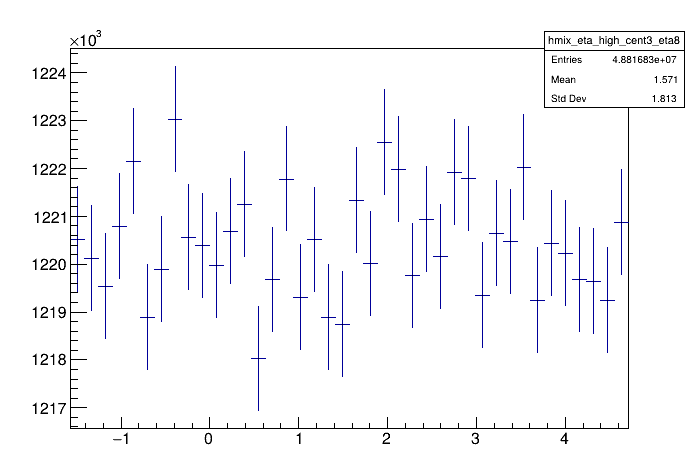 ×10³
hmix_eta_high_cent3_eta8
Entries 4.881683e+07
Mean 1.571
Std Dev 1.813
1224
1223
1222
1221
1220
1219
1218
1217
−1 0 1 2 3 4